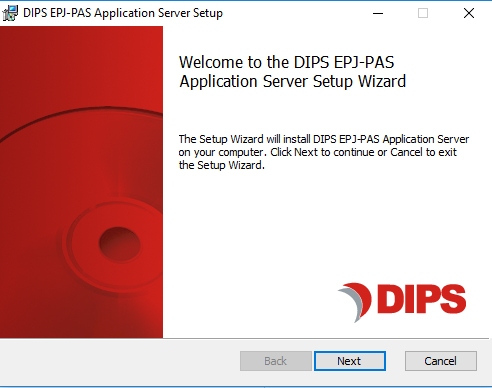 DIPS EPJ-PAS Application Server Setup
Welcome to the DIPS EPJ-PAS
Application Server Setup Wizard
The Setup Wizard will install DIPS EPJ-PAS Application Server
on your computer. Click Next to continue or Cancel to exit
the Setup Wizard.
DIPS
Back Next Cancel